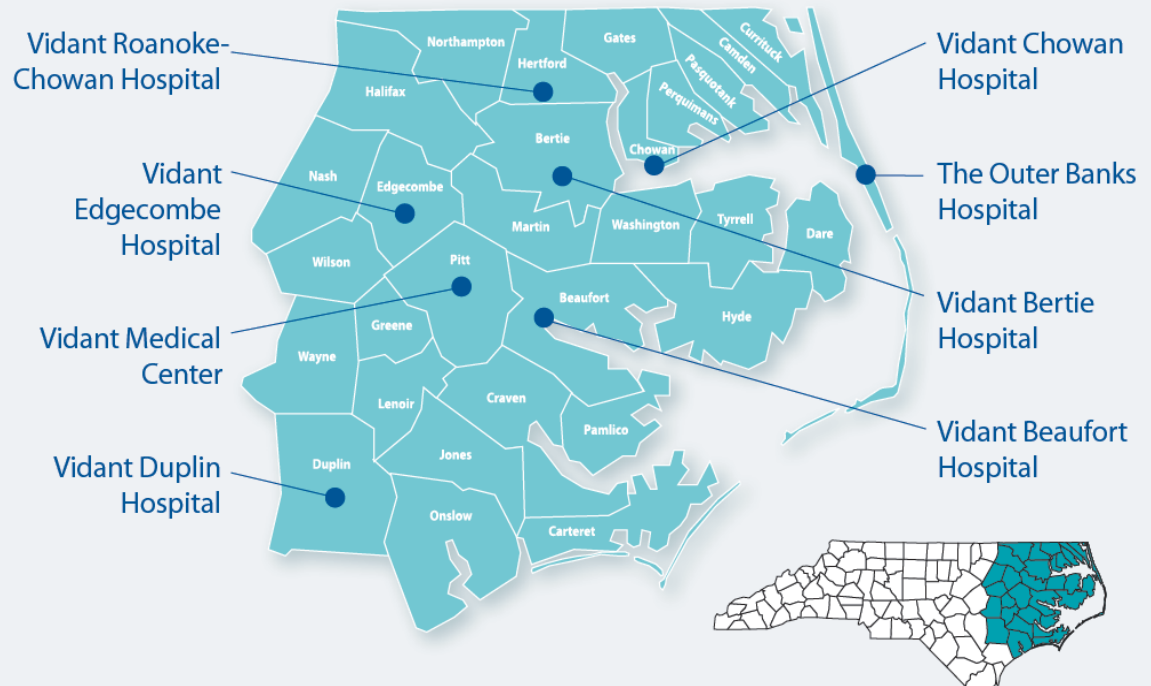 Vidant Roanoke-
Chowan Hospital
Vidant
Edgecombe
Hospital
Vidant Medical
Center
Vidant Duplin
Hospital
Northampton
Gates
Hertford
Halifax
Currituck
Camden
Pasquotank
Perquimans
Bertie
Chowan
Nash
Edgecombe
Martin
Washington
Tyrrell
Dare
Wilson
Pitt
Beaufort
Hyde
Greene
Wayne
Lenoir
Craven
Pamlico
Jones
Duplin
Onslow
Carteret
Vidant Chowan
Hospital
The Outer Banks
Hospital
Vidant Bertie
Hospital
Vidant Beaufort
Hospital